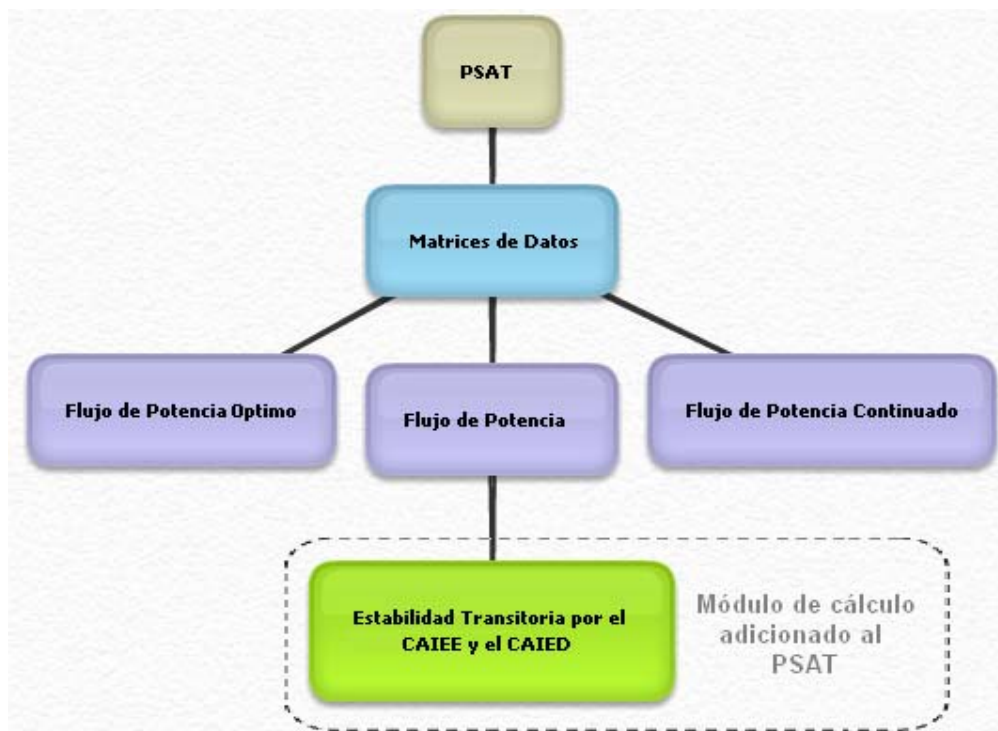 PSAT
Matrices de Datos
Flujo de Potencia Optimo
Flujo de Potencia
Flujo de Potencia Continuado
Estabilidad Transitoria por el
CAIEE y el CAIED
Módulo de cálculo
adicionado al
PSAT